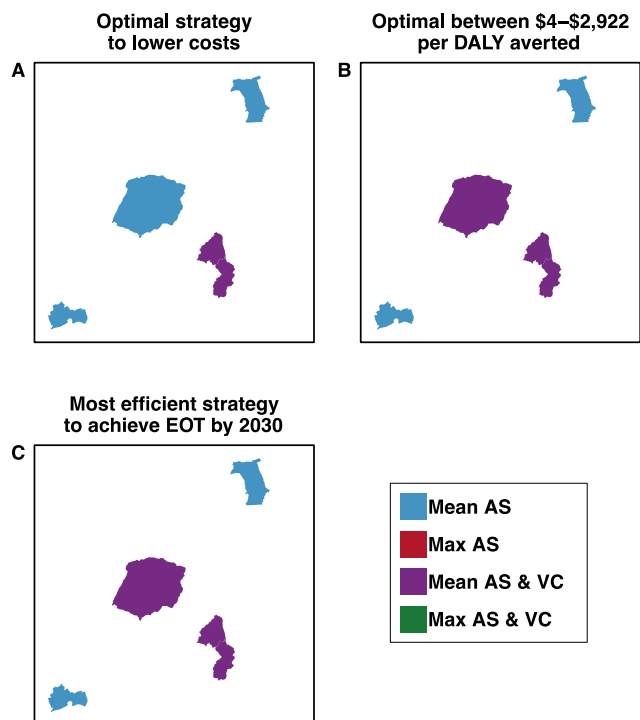 Optimal strategy
to lower costs
A
Optimal between $4–$2,922
per DALY averted
B
Most efficient strategy
to achieve EOT by 2030
C
Mean AS
Max AS
Mean AS & VC
Max AS & VC